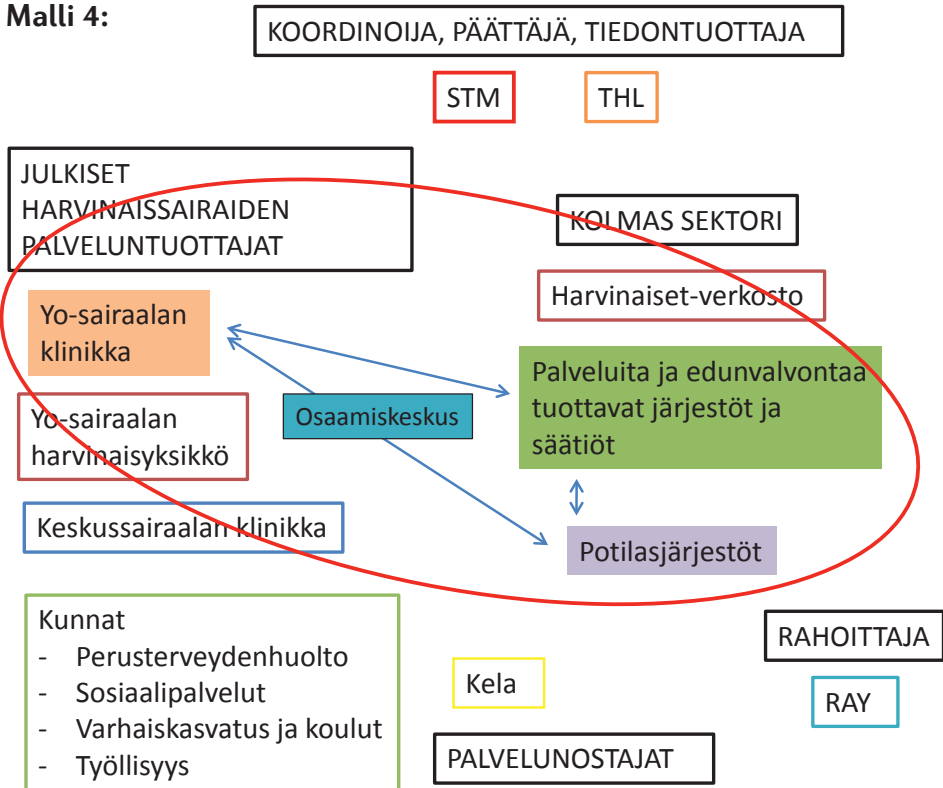 Malli 4:
KOORDINOIJA, PÄÄTTÄJÄ, TIEDONTUOTTAJA
STM
THL
JULKISET
HARVINAISSAIRAIDEN
PALVELUNTUOTTAJAT
KOLMAS SEKTORI
Harvinaiset-verkosto
Yo-sairaalan
klinikka
Palveluita ja edunvalvontaa
tuottavat järjestöt ja
säätiöt
Osaamiskeskus
Yo-sairaalan
harvinaisyksikkö
Keskussairaalan klinikka
Potilasjärjestöt
Kunnat
- Perusterveydenhuolto
- Sosiaalipalvelut
- Varhaiskasvatus ja koulut
- Työllisyys
Kela
PALVELUNOSTAJAT
RAHOITTAJA
RAY